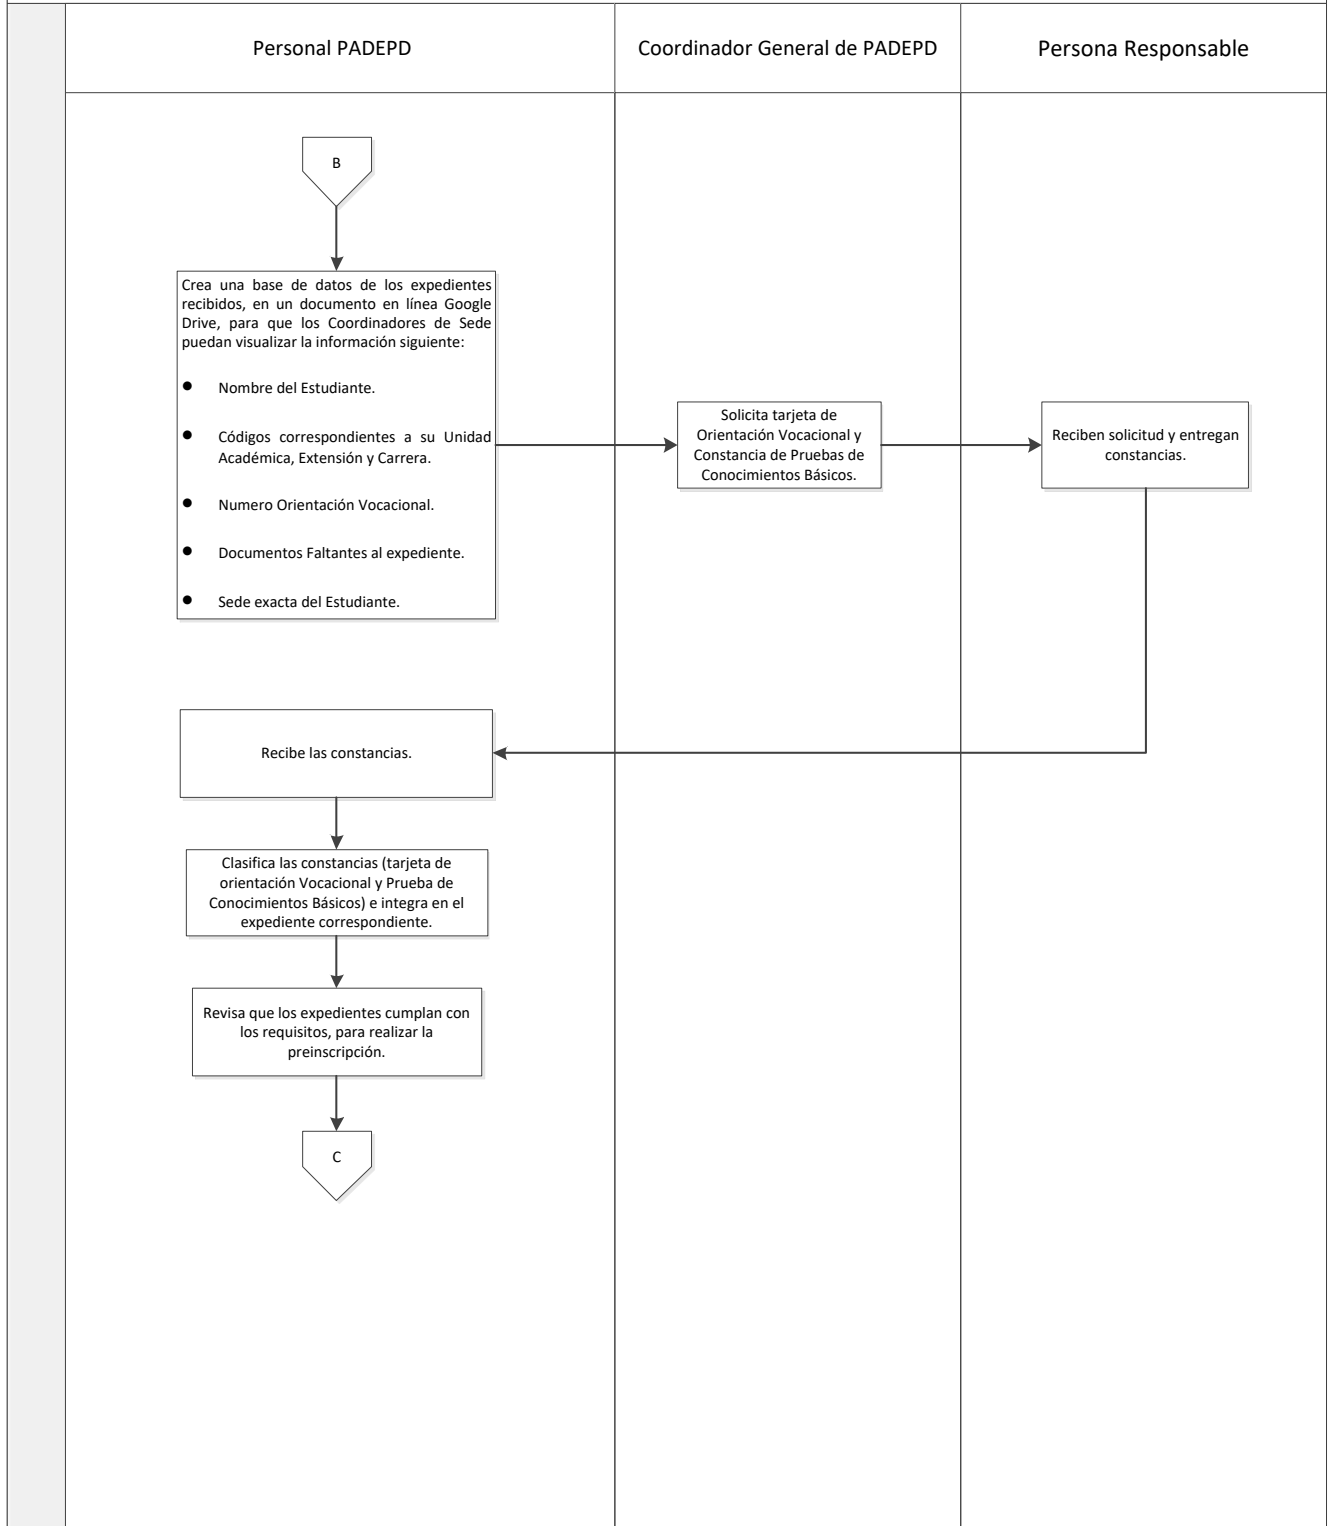 Personal PADEPD
Coordinador General de PADEPD
Persona Responsable
B
Crea una base de datos de los expedientes
recibidos, en un documento en línea Google
Drive, para que los Coordinadores de Sede
puedan visualizar la información siguiente:
● Nombre del Estudiante.
● Códigos correspondientes a su Unidad
Académica, Extensión y Carrera.
● Numero Orientación Vocacional.
● Documentos Faltantes al expediente.
● Sede exacta del Estudiante.
Solicita tarjeta de
Orientación Vocacional y
Constancia de Pruebas de
Conocimientos Básicos.
Reciben solicitud y entregan
constancias.
Recibe las constancias.
Clasifica las constancias (tarjeta de
orientación Vocacional y Prueba de
Conocimientos Básicos) e integra en el
expediente correspondiente.
Revisa que los expedientes cumplan con
los requisitos, para realizar la
preinscripción.
C